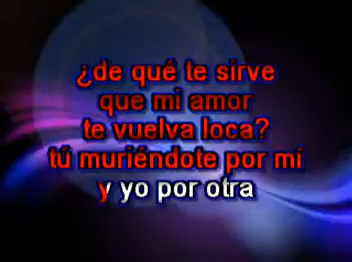 ¿de qué te sirve
que mi amor
te vuelva loca?
tú muriéndote por mí
y yo por otra